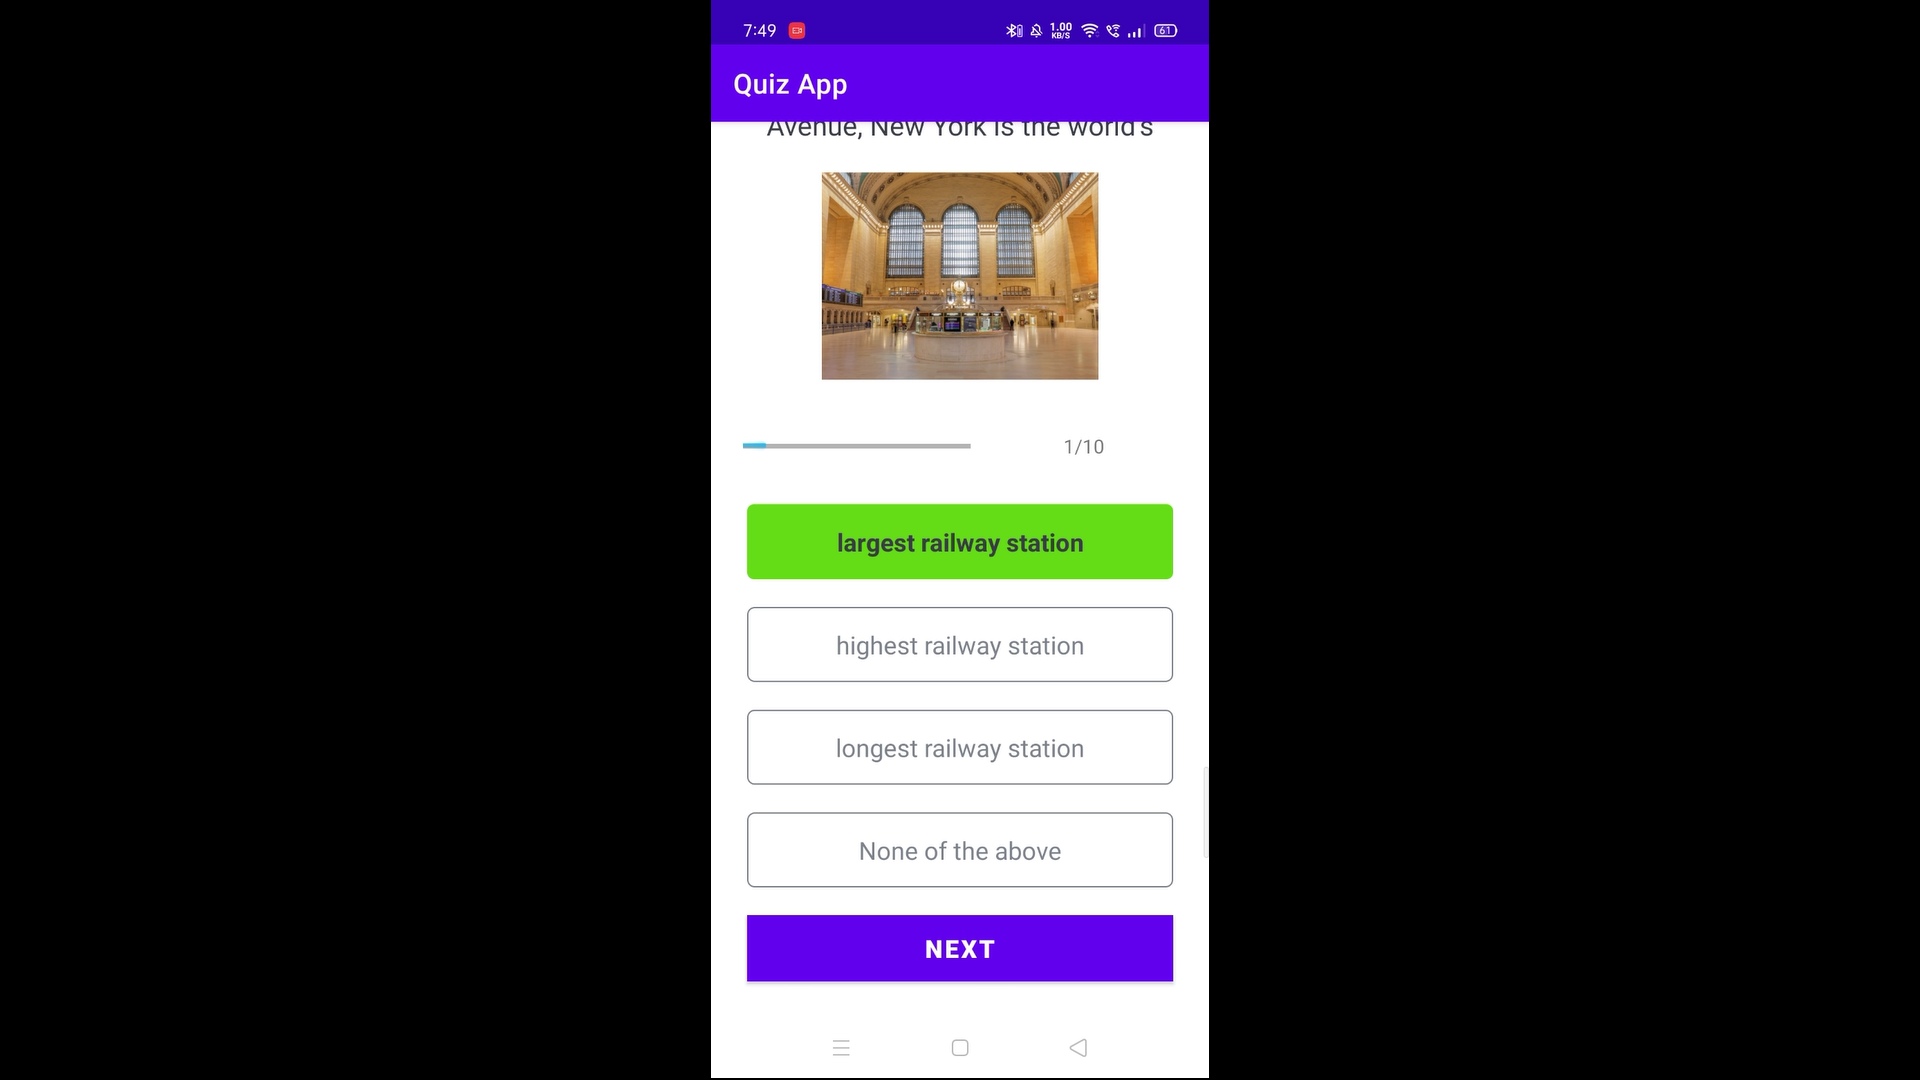 7:49
1.00
KB/S
61
Quiz App
Avenue, New York is the world's
1/10
largest railway station
highest railway station
longest railway station
None of the above
NEXT